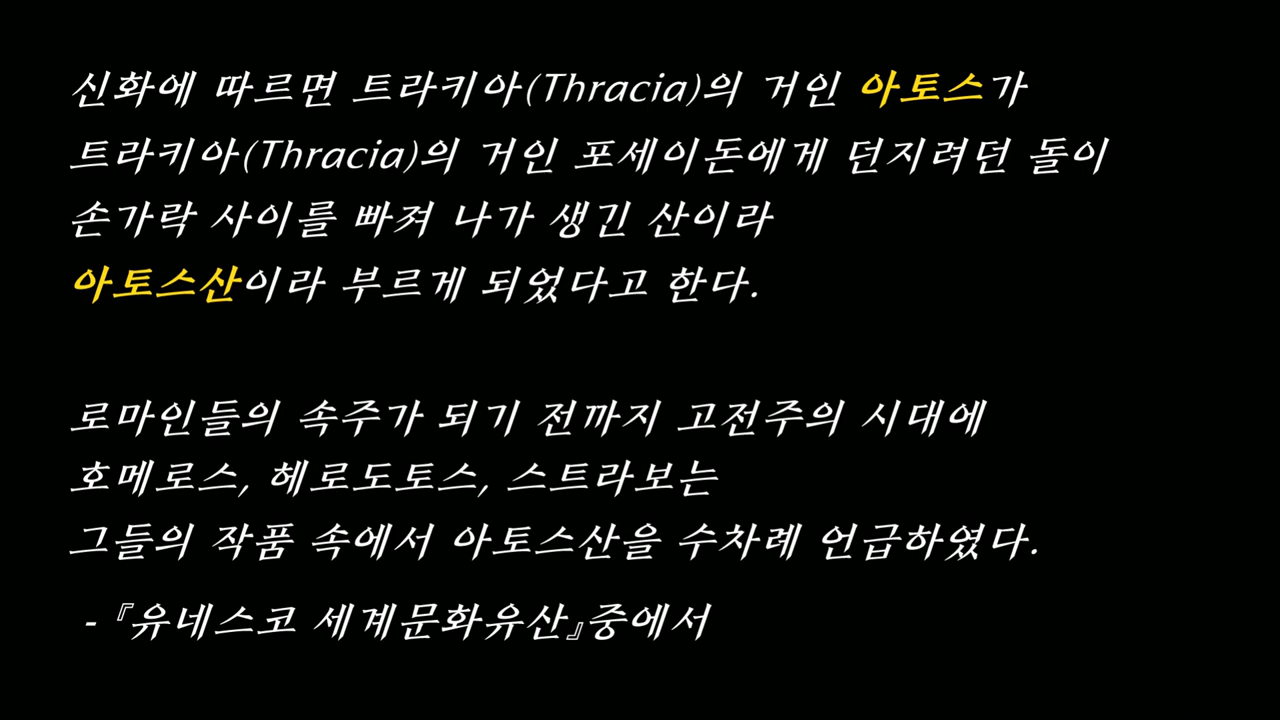 신화에 따르면 트라키아(Thracia)의 거인 아토스가
트라키아(Thracia)의 거인 포세이돈에게 던지려던 돌이
손가락 사이를 빠져 나가 생긴 산이라
아토스산이라 부르게 되었다고 한다.
로마인들의 속주가 되기 전까지 고전주의 시대에
호메로스, 헤로도토스, 스트라보는
그들의 작품 속에서 아토스산을 수차례 언급하였다.
- 『유네스코 세계문화유산』중에서